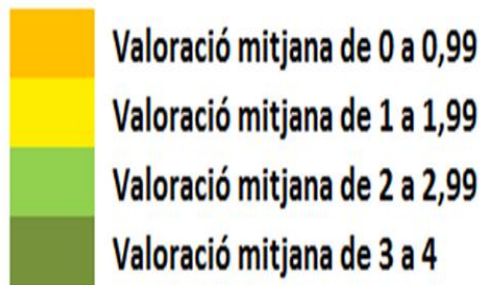 Valoració mitjana de 0 a 0,99
Valoració mitjana de 1 a 1,99
Valoració mitjana de 2 a 2,99
Valoració mitjana de 3 a 4